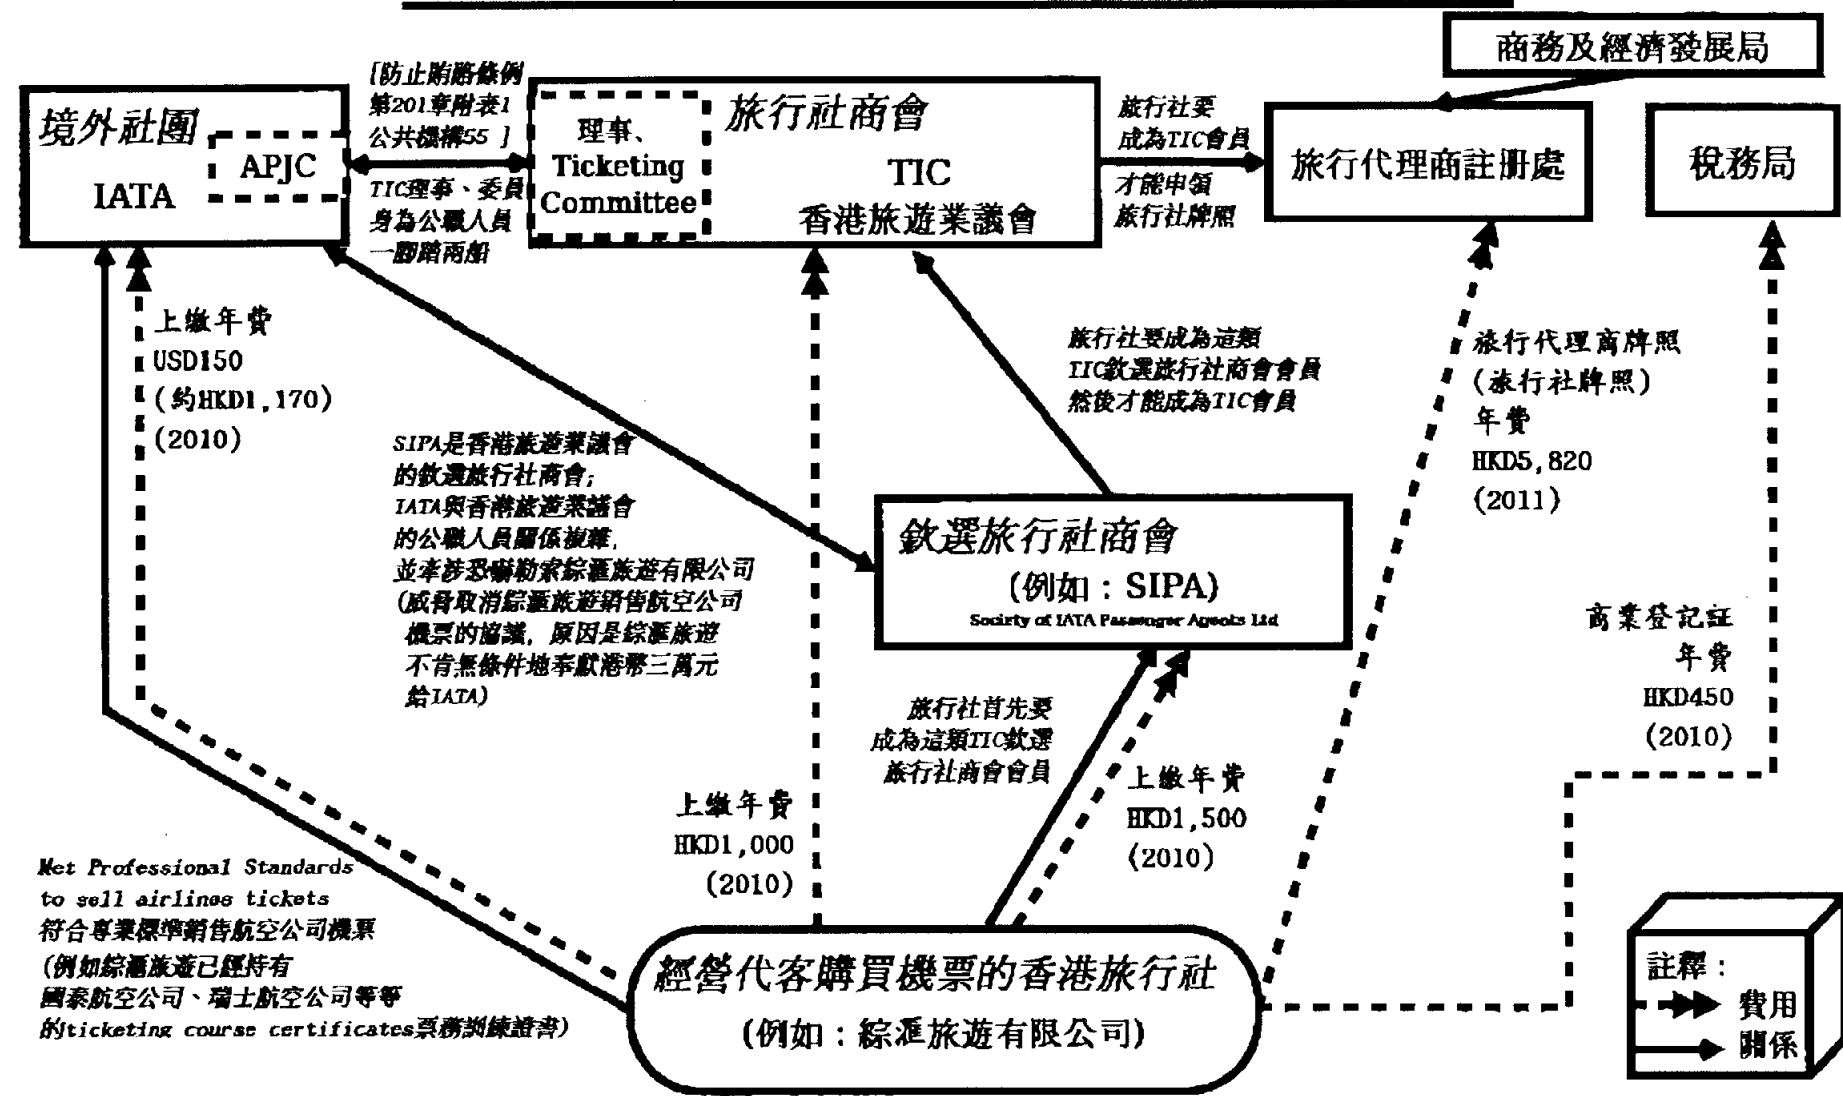 商務及經濟發展局
境外社團
IATA
APJC
[防止賄賂條例
第201章附表1
公共機構55 ]
TIC理事、委員
身為公職人員
一腳踏兩船
理事、
Ticketing
Committee
旅行社商會
TIC
香港旅遊業議會
旅行社要
成為TIC會員
才能申領
旅行社牌照
旅行代理商註册處
稅務局
上繳年費
USD150
(約HKD1,170)
(2010)
SIPA是香港旅遊業議會
的欽選旅行社商會;
IATA與香港旅遊業議會
的公職人員關係複雜,
並牽涉恐嚇勒索綜滙旅遊有限公司
(威脅取消綜滙旅遊銷售航空公司
機票的協議, 原因是綜滙旅遊
不肯無條件地奉獻港幣三萬元
給IATA)
旅行社要成為這類
TIC欽選旅行社商會會員
然後才能成為TIC會員
旅行代理商牌照
(旅行社牌照)
年費
HKD5,820
(2011)
欽選旅行社商會
(例如：SIPA)
Socirty of IATA Passenger Agents Ltd
商業登記証
年費
HKD450
(2010)
旅行社首先要
成為這類TIC欽選
旅行社商會會員
上繳年費
HKD1,500
(2010)
上繳年費
HKD1,000
(2010)
Met Professional Standards
to sell airlines tickets
符合專業標準銷售航空公司機票
(例如綜滙旅遊已經持有
國泰航空公司、瑞士航空公司等等
的ticketing course certificates票務訓練證書)
經營代客購買機票的香港旅行社
(例如：綜滙旅遊有限公司)
註釋：
費用
關係